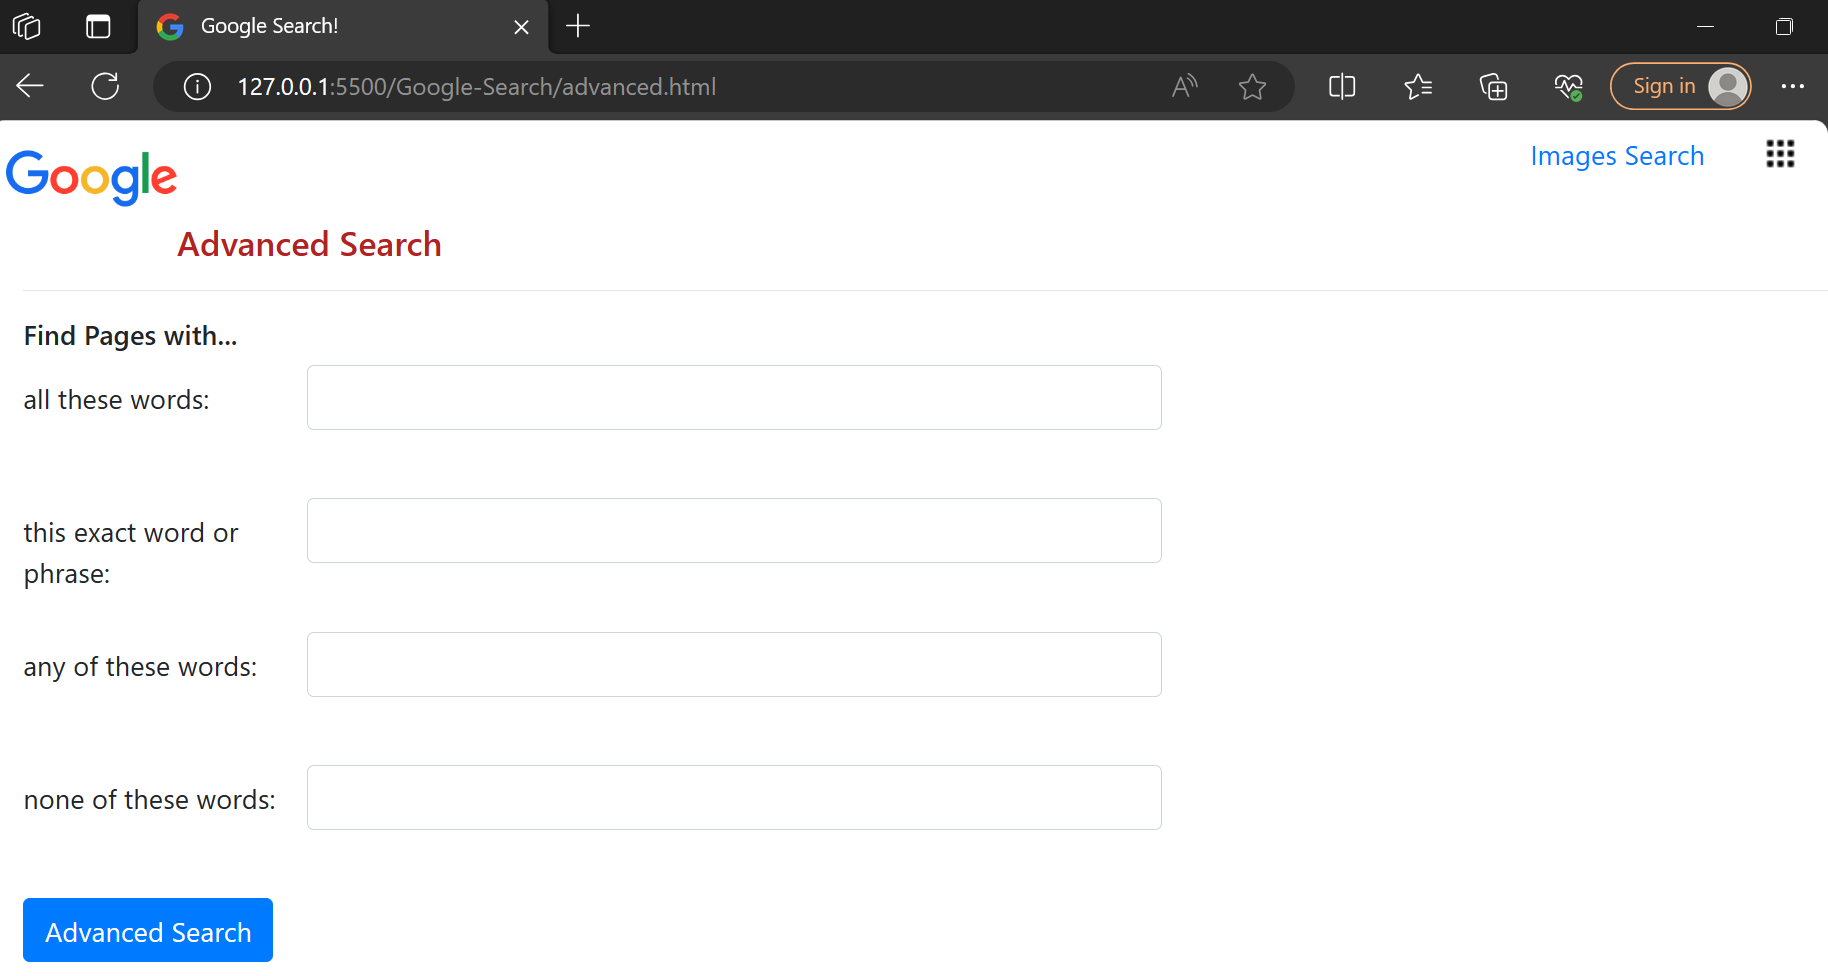 Google Search!
127.0.0.1:5500/Google-Search/advanced.html
Sign in
Google
Images Search
Advanced Search
Find Pages with...
all these words:
this exact word or
phrase:
any of these words:
none of these words:
Advanced Search